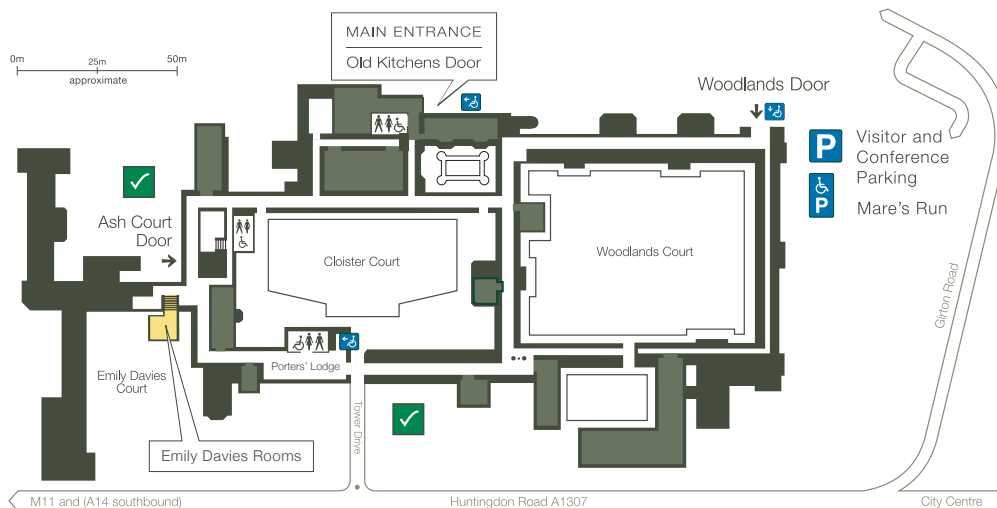 MAIN ENTRANCE
Old Kitchens Door
0m
25m
50m
approximate
Woodlands Door
P
Visitor and
Conference
Parking
P
Mare's Run
Ash Court
Door
Cloister Court
Woodlands Court
Girton Road
Porters' Lodge
Emily Davies
Court
Tower Drive
Emily Davies Rooms
M11 and (A14 southbound)
Huntingdon Road A1307
City Centre